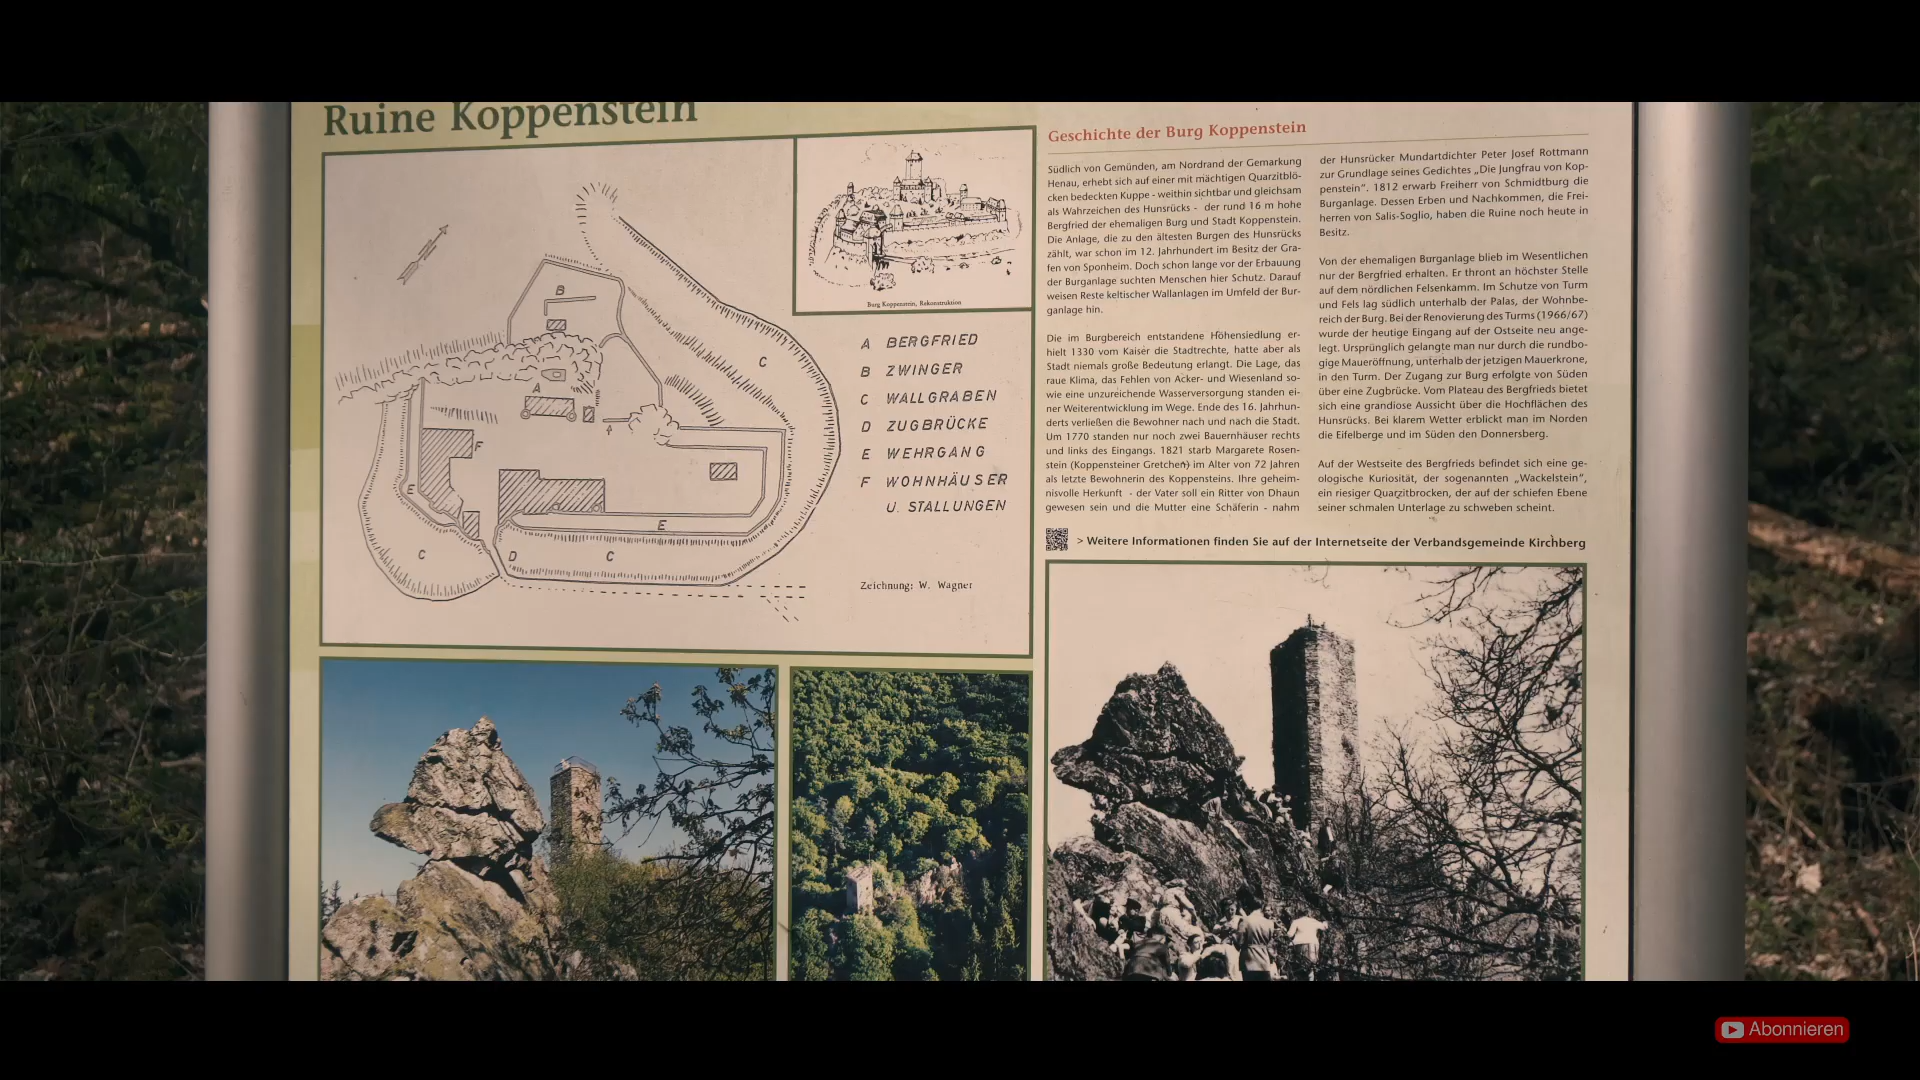 Ruine Koppenstein
B
A
C
F
E
E
C
D
C
Burg Koppenstein, Rekonstruktion
A BERGFRIED
B ZWINGER
C WALLGRABEN
D ZUGBRÜCKE
E WEHRGANG
F WOHNHÄUSER
U. STALLUNGEN
Zeichnung: W. Wagner
Geschichte der Burg Koppenstein
Südlich von Gemünden, am Nordrand der Gemarkung
Henau, erhebt sich auf einer mit mächtigen Quarzitblö-
cken bedeckten Kuppe - weithin sichtbar und gleichsam
als Wahrzeichen des Hunsrücks - der rund 16 m hohe
Bergfried der ehemaligen Burg und Stadt Koppenstein.
Die Anlage, die zu den ältesten Burgen des Hunsrücks
zählt, war schon im 12. Jahrhundert im Besitz der Gra-
fen von Sponheim. Doch schon lange vor der Erbauung
der Burganlage suchten Menschen hier Schutz. Darauf
weisen Reste keltischer Wallanlagen im Umfeld der Bur-
ganlage hin.
Die im Burgbereich entstandene Höhensiedlung er-
hielt 1330 vom Kaiser die Stadtrechte, hatte aber als
Stadt niemals große Bedeutung erlangt. Die Lage, das
raue Klima, das Fehlen von Acker- und Wiesenland so-
wie eine unzureichende Wasserversorgung standen ei-
ner Weiterentwicklung im Wege. Ende des 16. Jahrhun-
derts verließen die Bewohner nach und nach die Stadt.
Um 1770 standen nur noch zwei Bauernhäuser rechts
und links des Eingangs. 1821 starb Margarete Rosen-
stein (Koppensteiner Gretchen) im Alter von 72 Jahren
als letzte Bewohnerin des Koppensteins. Ihre geheim-
nisvolle Herkunft - der Vater soll ein Ritter von Dhaun
gewesen sein und die Mutter eine Schäferin - nahm
der Hunsrücker Mundartdichter Peter Josef Rottmann
zur Grundlage seines Gedichtes „Die Jungfrau von Kop-
penstein“. 1812 erwarb Freiherr von Schmidtburg die
Burganlage. Dessen Erben und Nachkommen, die Frei-
herren von Salis-Soglio, haben die Ruine noch heute in
Besitz.
Von der ehemaligen Burganlage blieb im Wesentlichen
nur der Bergfried erhalten. Er thront an höchster Stelle
auf dem nördlichen Felsenkamm. Im Schutze von Turm
und Fels lag südlich unterhalb der Palas, der Wohnbe-
reich der Burg. Bei der Renovierung des Turms (1966/67)
wurde der heutige Eingang auf der Ostseite neu ange-
legt. Ursprünglich gelangte man nur durch die rundbo-
gige Maueröffnung, unterhalb der jetzigen Mauerkrone,
in den Turm. Der Zugang zur Burg erfolgte von Süden
über eine Zugbrücke. Vom Plateau des Bergfrieds bietet
sich eine grandiose Aussicht über die Hochflächen des
Hunsrücks. Bei klarem Wetter erblickt man im Norden
die Eifelberge und im Süden den Donnersberg.
Auf der Westseite des Bergfrieds befindet sich eine ge-
ologische Kuriosität, der sogenannten „Wackelstein“,
ein riesiger Quarzitbrocken, der auf der schiefen Ebene
seiner schmalen Unterlage zu schweben scheint.
> Weitere Informationen finden Sie auf der Internetseite der Verbandsgemeinde Kirchberg
Abonnieren